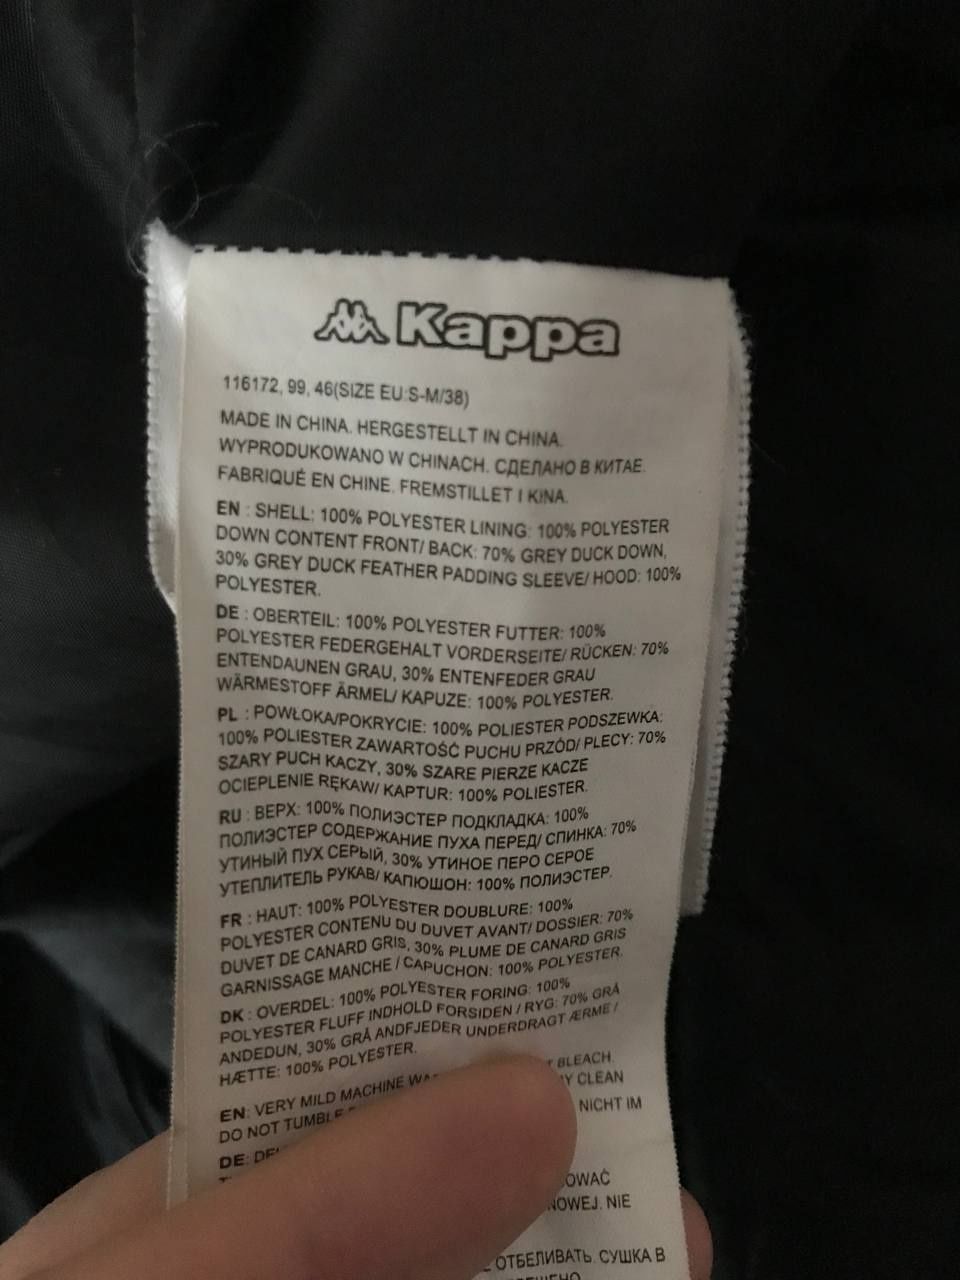 Kappa
116172, 99, 46(SIZE EU:S-M/38)
MADE IN CHINA. HERGESTELLT IN CHINA.
WYPRODUKOWANO W CHINACH. СДЕЛАНО В КИТАЕ.
FABRIQUÉ EN CHINE. FREMSTILLET I KINA.
EN : SHELL: 100% POLYESTER LINING: 100% POLYESTER
DOWN CONTENT FRONT/ BACK: 70% GREY DUCK DOWN,
30% GREY DUCK FEATHER PADDING SLEEVE/ HOOD: 100%
POLYESTER.
DE : OBERTEIL: 100% POLYESTER FUTTER: 100%
POLYESTER FEDERGEHALT VORDERSEITE/ RÜCKEN: 70%
ENTENDAUNEN GRAU, 30% ENTENFEDER GRAU
WÄRMESTOFF ÄRMEL/ KAPUZE: 100% POLYESTER.
PL : POWŁOKA/POKRYCIE: 100% POLIESTER PODSZEWKA:
100% POLIESTER ZAWARTOŚĆ PUCHU PRZÓD/ PLECY: 70%
SZARY PUCH KACZY, 30% SZARE PIERZE KACZE
OCIEPLENIE RĘKAW/ KAPTUR: 100% POLIESTER.
RU : ВЕРХ: 100% ПОЛИЭСТЕР ПОДКЛАДКА: 100%
ПОЛИЭСТЕР СОДЕРЖАНИЕ ПУХА ПЕРЕД/ СПИНКА: 70%
УТИНЫЙ ПУХ СЕРЫЙ, 30% УТИНОЕ ПЕРО СЕРОЕ
УТЕПЛИТЕЛЬ РУКАВ/ КАПЮШОН: 100% ПОЛИЭСТЕР.
FR : HAUT: 100% POLYESTER DOUBLURE: 100%
POLYESTER CONTENU DU DUVET AVANT/ DOSSIER: 70%
DUVET DE CANARD GRIS, 30% PLUME DE CANARD GRIS
GARNISSAGE MANCHE / CAPUCHON: 100% POLYESTER.
DK : OVERDEL: 100% POLYESTER FORING: 100%
POLYESTER FLUFF INDHOLD FORSIDEN / RYG: 70% GRÅ
ANDEDUN, 30% GRÅ ANDFJEDER UNDERDRAGT ÆRME /
HÆTTE: 100% POLYESTER.
EN: VERY MILD MACHINE BLEACH.
DO NOT TUMBLE CLEAN
DE: NICHT IM
NIE
ОТБЕЛИВАТЬ. СУШКА В